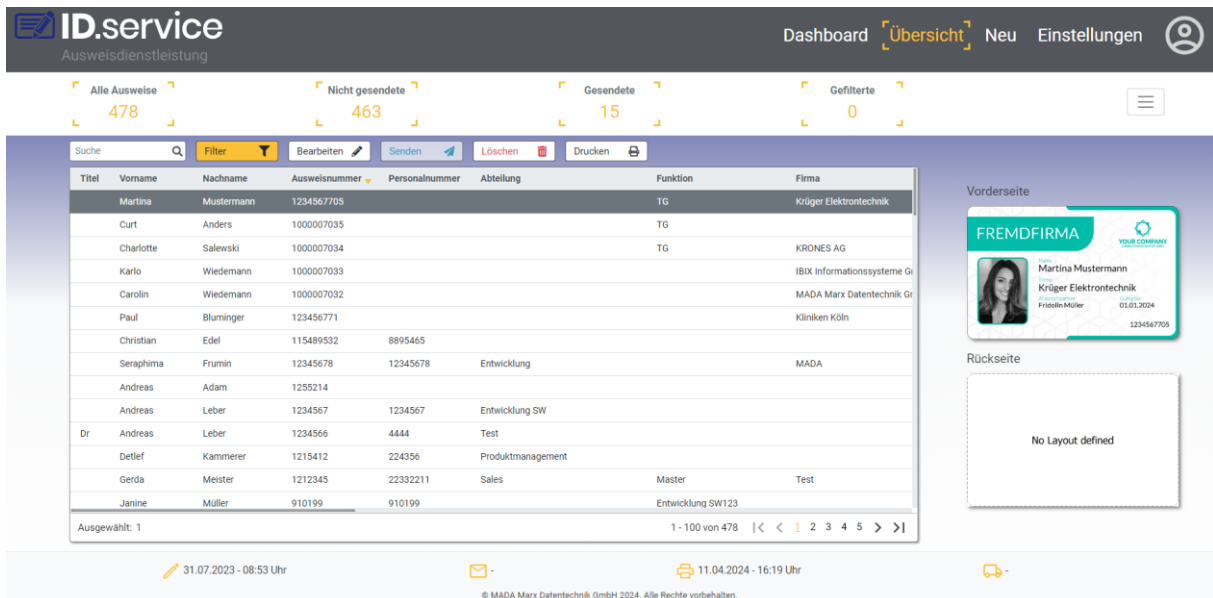 ID.service
Ausweisdienstleistung
Dashboard Übersicht Neu Einstellungen
Alle Ausweise Nicht gesendete Gesendete Gefilterte
478 463 15 0
Suche Filter Bearbeiten Senden Löschen Drucken
Titel Vorname Nachname Ausweisnummer Personalnummer Abteilung Funktion Firma
Martina Mustermann 1234567705 TG Krüger Elektrontechnik
Curt Anders 1000007035 TG
Charlotte Salewski 1000007034 TG KRONES AG
Karlo Wiedemann 1000007033 IBIX Informationssysteme G
Carolin Wiedemann 1000007032 MADA Marx Datentechnik G
Paul Bluminger 123456771 Kliniken Köln
Christian Edel 115489532 8895465
Seraphima Frumin 12345678 12345678 Entwicklung MADA
Andreas Adam 1255214
Andreas Leber 1234567 1234567 Entwicklung SW
Dr Andreas Leber 1234566 4444 Test
Detlef Kammerer 1215412 224356 Produktmanagement
Gerda Meister 1212345 22332211 Sales Master Test
Janine Müller 910199 910199 Entwicklung SW123
Ausgewählt: 1 1 - 100 von 478 |< < 1 2 3 4 5 > >|
Vorderseite
FREMDFIRMA
YOUR COMPANY
Name
Martina Mustermann
Firma
Krüger Elektrontechnik
Ansprechpartner Gültig bis
Fridolin Müller 01.01.2024
1234567705
Rückseite
No Layout defined
31.07.2023 - 08:53 Uhr - 11.04.2024 - 16:19 Uhr -
© MADA Marx Datentechnik GmbH 2024. Alle Rechte vorbehalten.